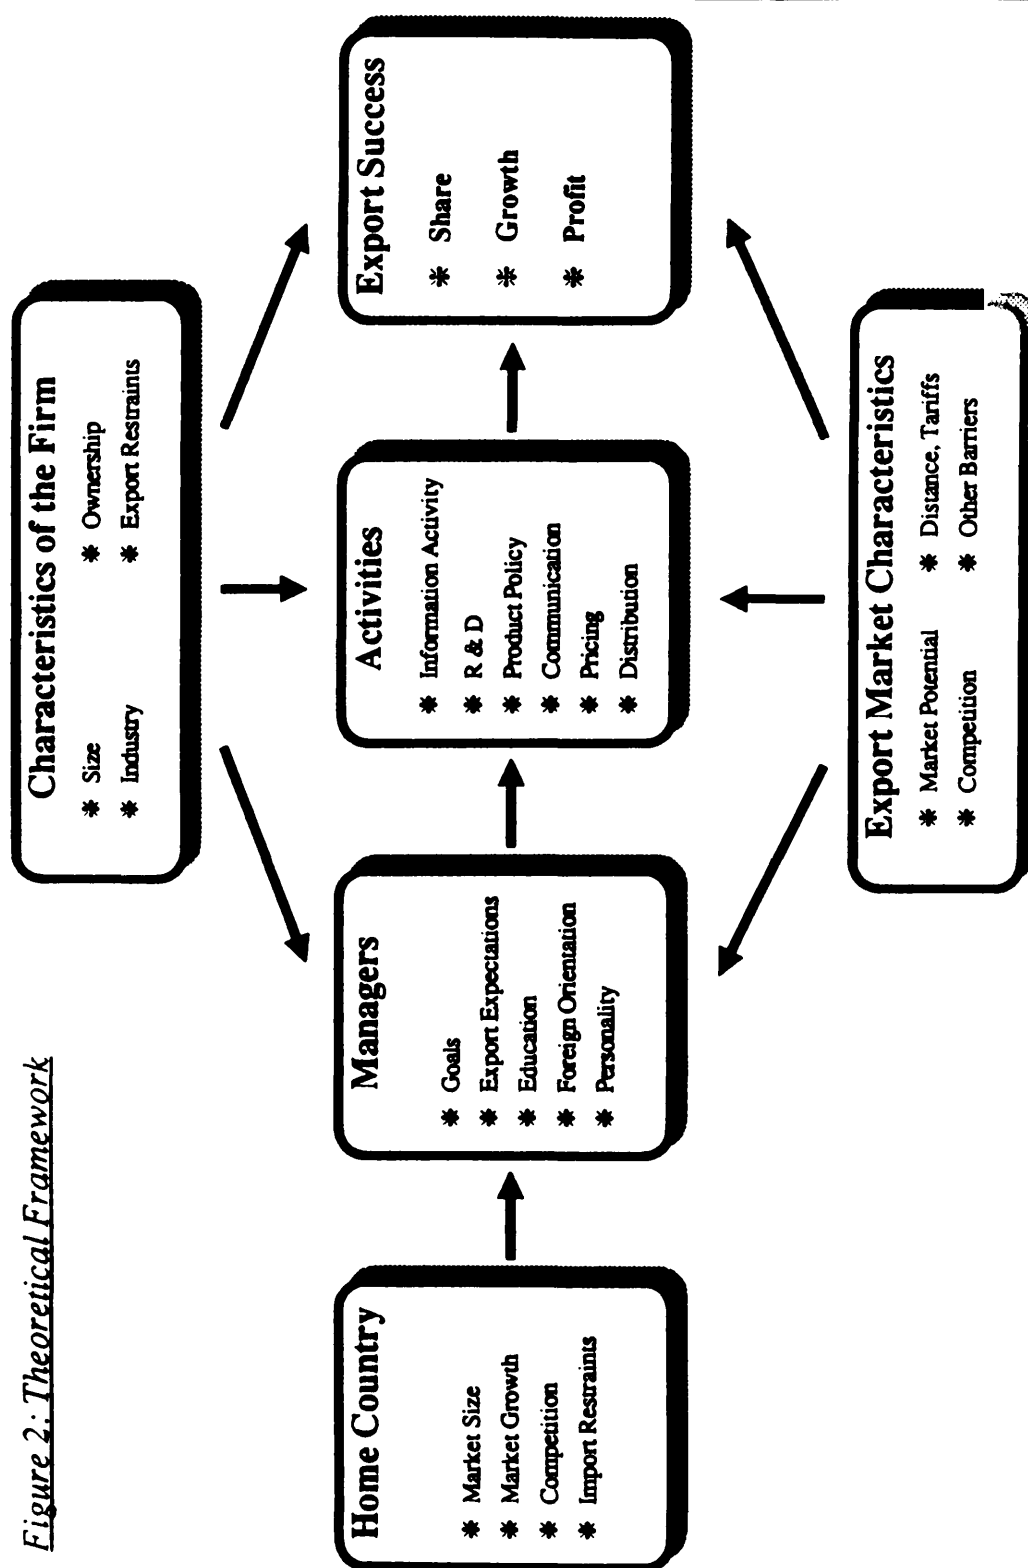 Figure 2: Theoretical Framework
Characteristics of the Firm
* Size
* Ownership
* Industry
* Export Restraints
Home Country
* Market Size
* Market Growth
* Competition
* Import Restraints
Managers
* Goals
* Export Expectations
* Education
* Foreign Orientation
* Personality
Activities
* Information Activity
* R & D
* Product Policy
* Communication
* Pricing
* Distribution
Export Success
* Share
* Growth
* Profit
Export Market Characteristics
* Market Potential
* Distance, Tariffs
* Competition
* Other Barriers